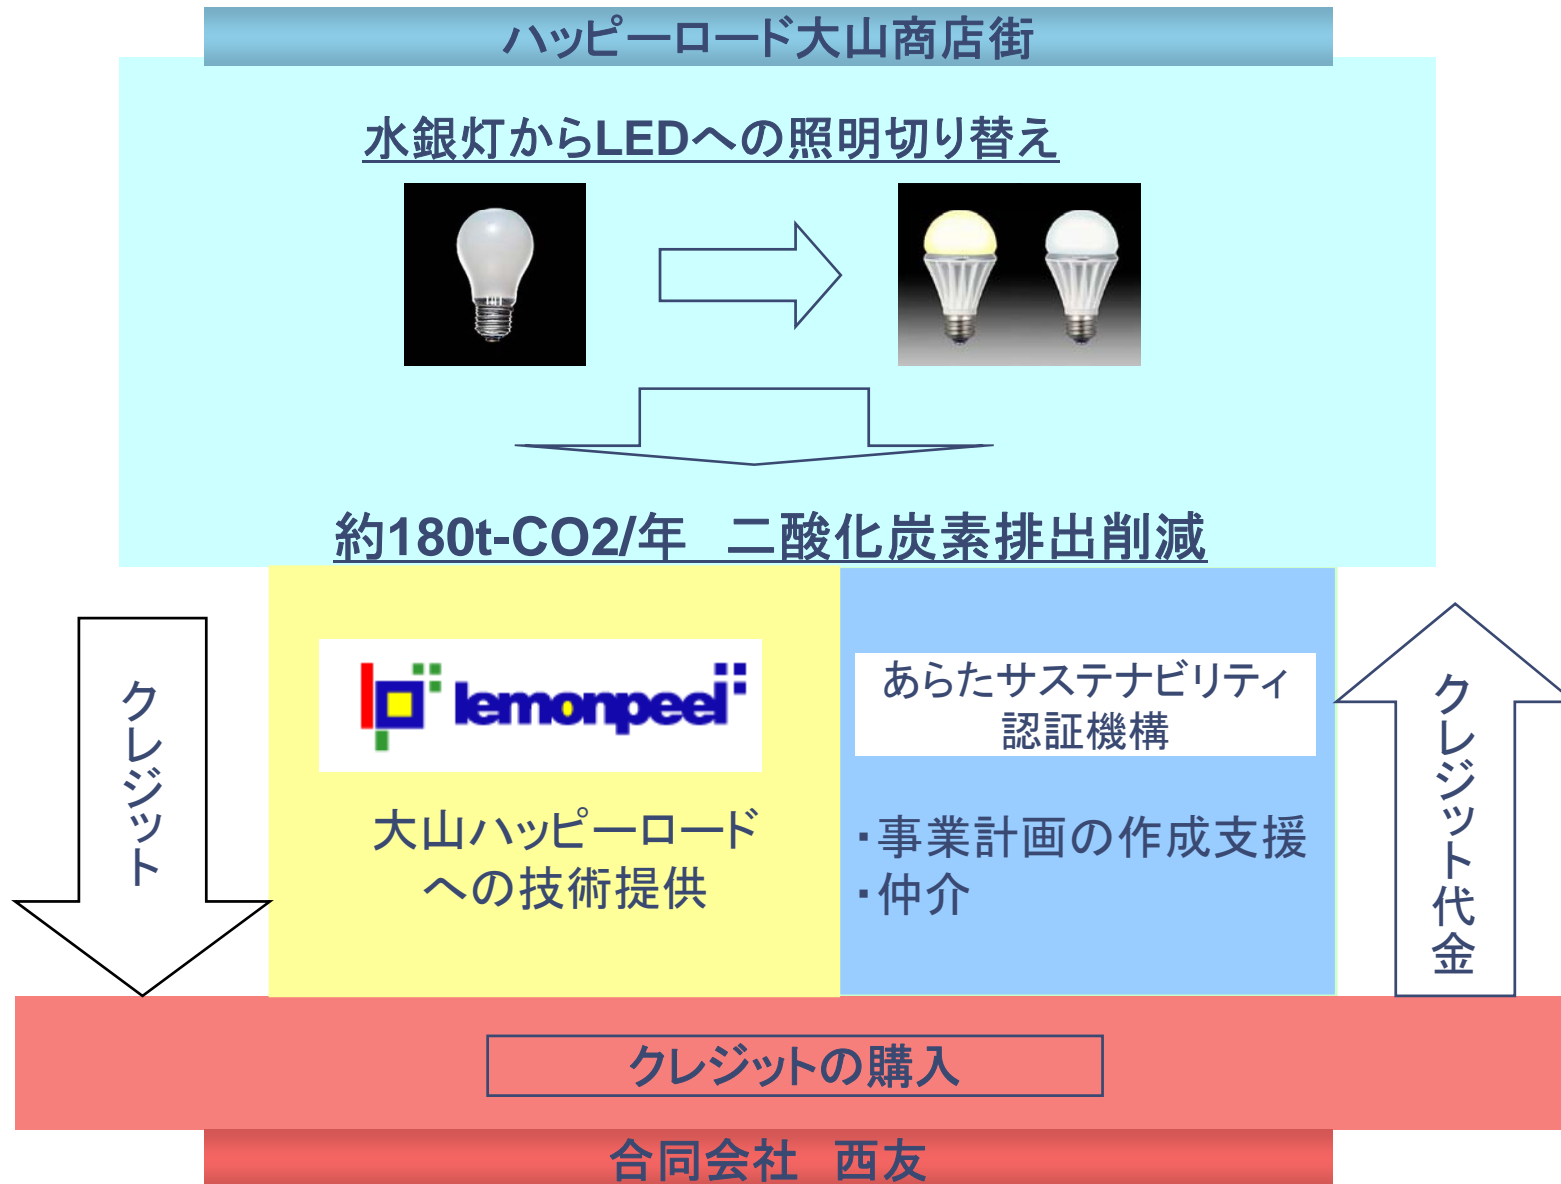 ハッピーロード大山商店街
水銀灯からLEDへの照明切り替え
約180t-CO2/年　二酸化炭素排出削減
クレジット
lemonpeel
大山ハッピーロード
への技術提供
あらたサステナビリティ
認証機構
・事業計画の作成支援
・仲介
クレジット代金
クレジットの購入
合同会社　西友